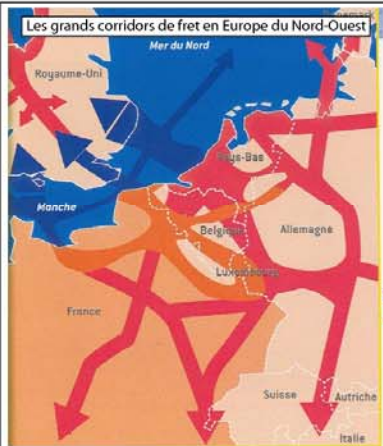 Les grands corridors de fret en Europe du Nord-Ouest
Danemark
Mer du Nord
Royaume-Uni
Pays-Bas
Manche
Belgique
Allemagne
Luxembourg
France
Suisse
Autriche
Italie